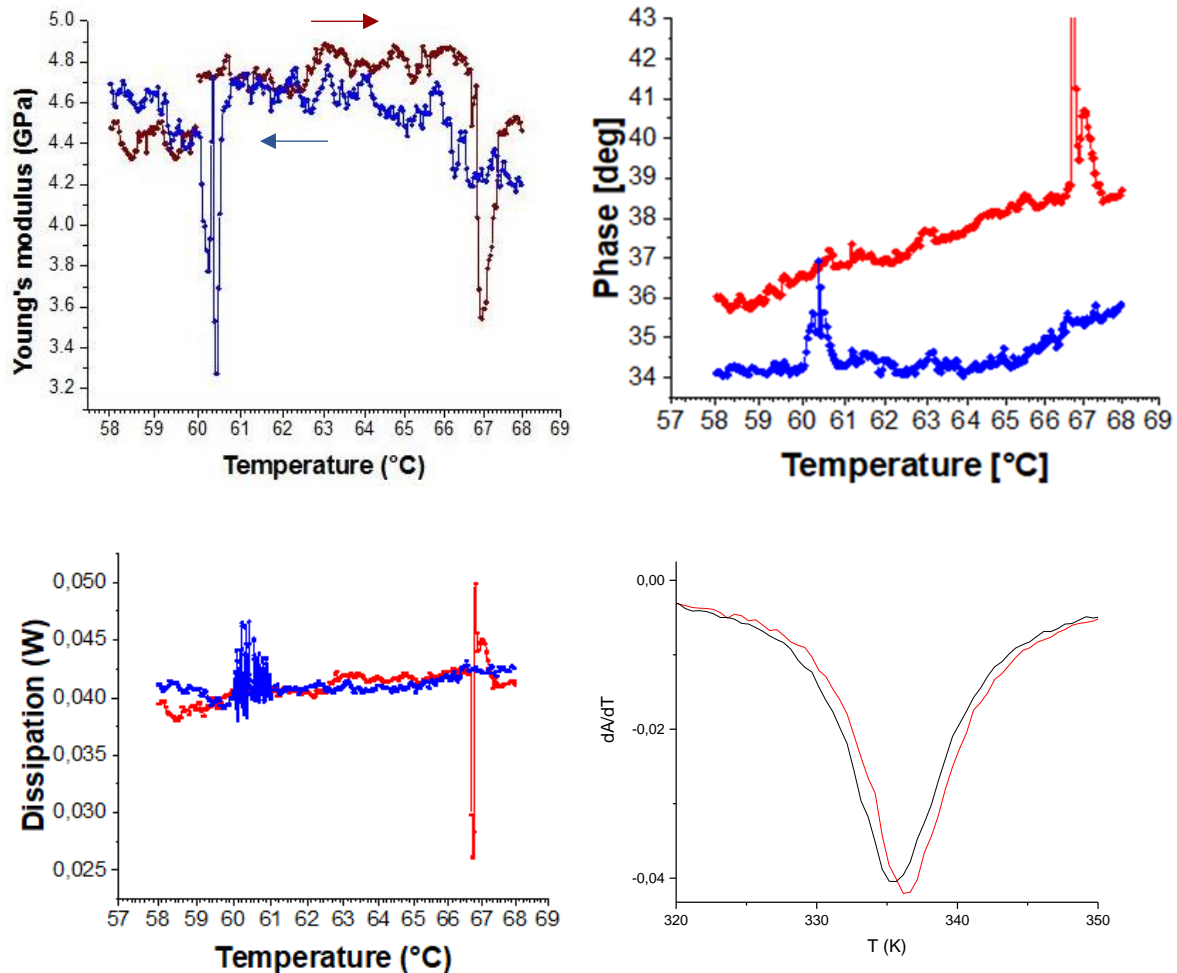 5.0
4.8
4.6
4.4
4.2
4.0
3.8
3.6
3.4
3.2
Young's modulus (GPa)
58 59 60 61 62 63 64 65 66 67 68 69
Temperature (°C)
43
42
41
40
39
38
37
36
35
34
Phase [deg]
57 58 59 60 61 62 63 64 65 66 67 68 69
Temperature [°C]
0,050
0,045
0,040
0,035
0,030
0,025
Dissipation (W)
57 58 59 60 61 62 63 64 65 66 67 68 69
Temperature (°C)
0,00
-0,02
-0,04
dA/dT
320 330 340 350
T (K)